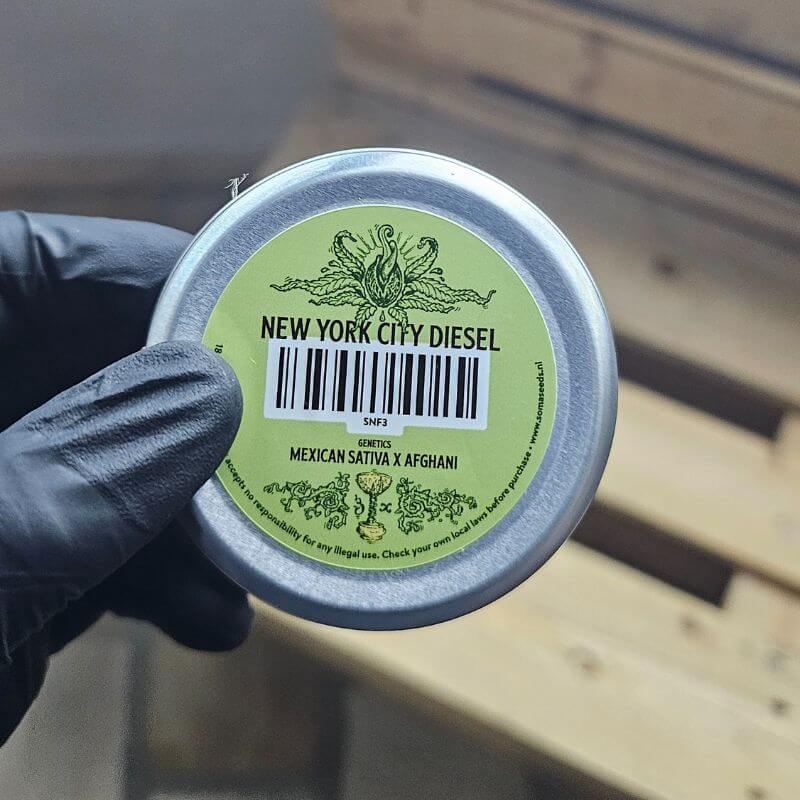 NEW YORK CITY DIESEL
SNF3
GENETICS
MEXICAN SATIVA X AFGHANI
18
accepts no responsibility for any illegal use. Check your own local laws before purchase • www.somaseeds.nl